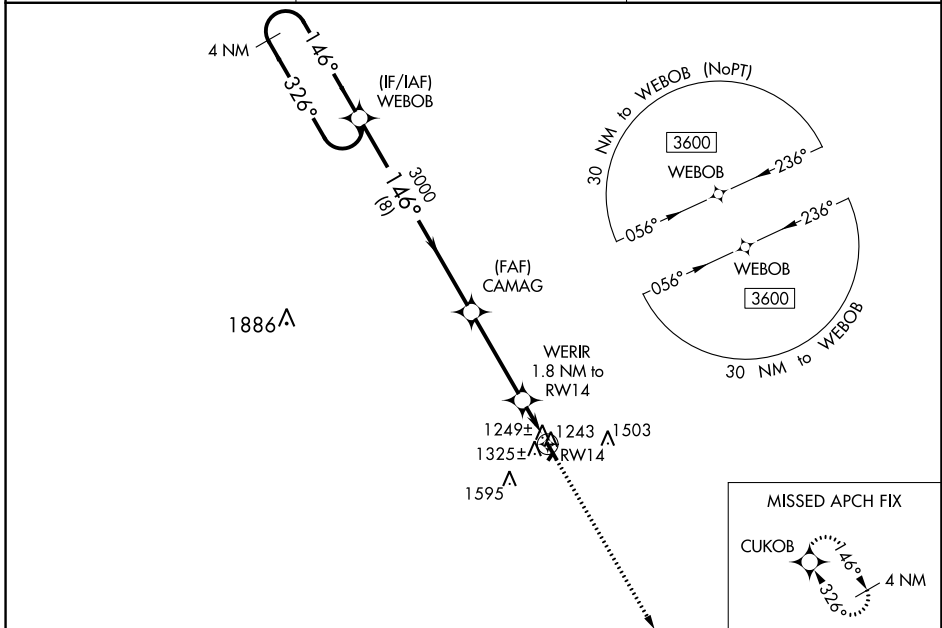 4 NM
146°
326°
(IF/IAF)
WEBOB
3000
146°
(8)
(FAF)
CAMAG
1886
WERIR
1.8 NM to
RW14
1249±
1243
1503
1325±
RW14
1595
30 NM to WEBOB (NoPT)
3600
WEBOB
236°
056°
236°
056°
WEBOB
3600
30 NM to WEBOB
MISSED APCH FIX
CUKOB
146°
4 NM
326°